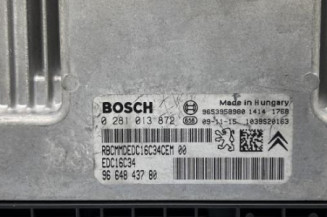 BOSCH
Made in Hungary
9653958980 1414 1768
0 281 013 872 09-11-15 1039S20163
RBCMMDEDC16C34CEM 00
EDC16C34
96 648 437 80